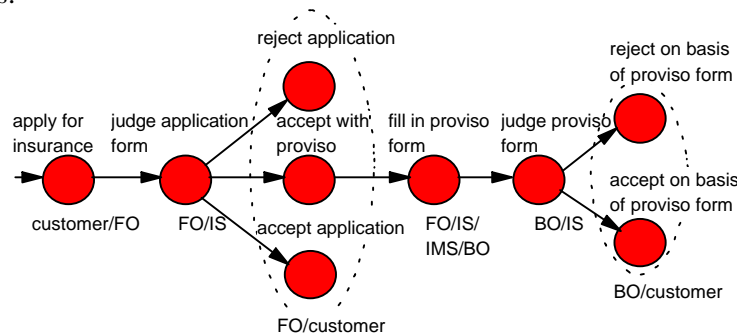 s.
reject application
reject on basis
of proviso form
apply for
insurance
judge application
form
accept with
proviso
fill in proviso
form
judge proviso
form
accept on basis
of proviso form
customer/FO
FO/IS
accept application
FO/IS/
IMS/BO
BO/IS
BO/customer
FO/customer